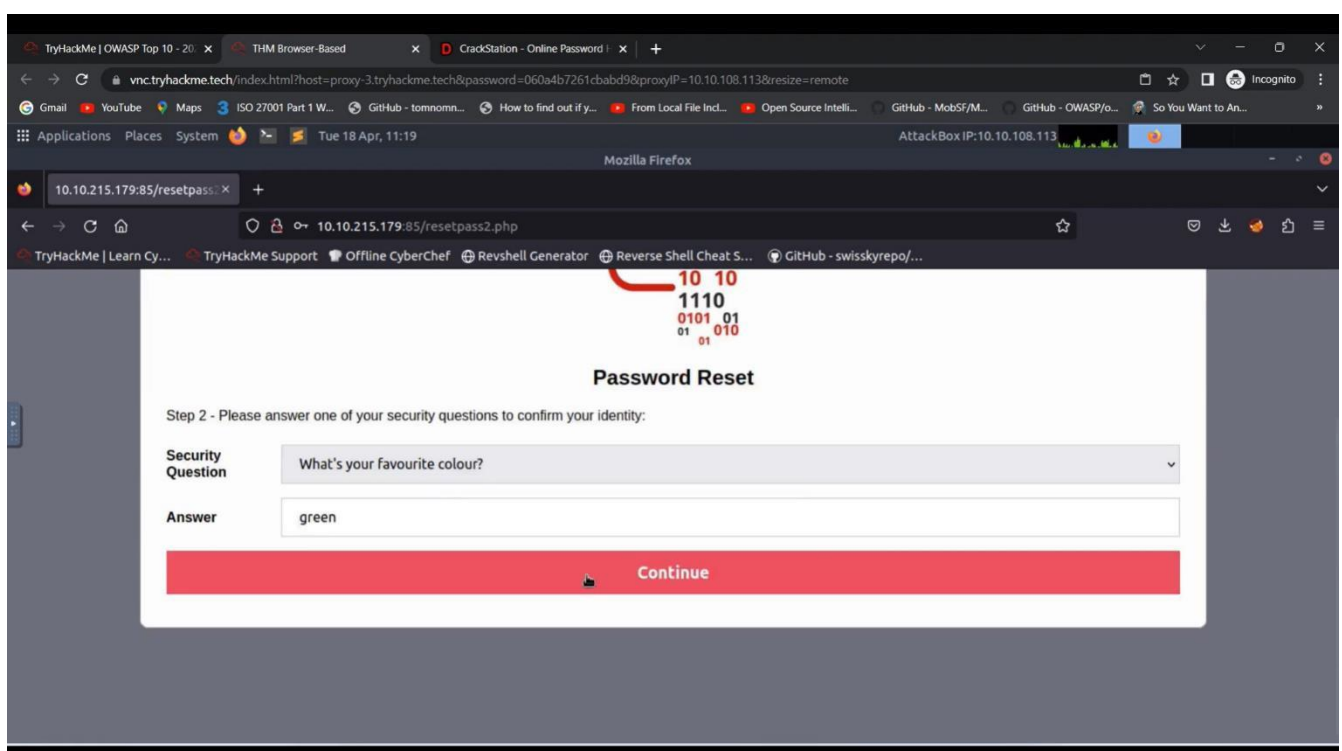 TryHackMe | OWASP Top 10 - 20
THM Browser-Based
CrackStation - Online Password H
vnc.tryhackme.tech/index.html?host=proxy-3.tryhackme.tech&password=060a4b7261cbabd98&proxyIP=10.10.108.113&resize=remote
Incognito
Gmail YouTube Maps ISO 27001 Part 1 W... GitHub - tomnomn... How to find out if y... From Local File Incl... Open Source Intelli... GitHub - MobSF/M... GitHub - OWASP/o... So You Want to An...
Applications Places System Tue 18 Apr, 11:19 AttackBox IP:10.10.108.113
Mozilla Firefox
10.10.215.179:85/resetpass2
10.10.215.179:85/resetpass2.php
TryHackMe | Learn Cy... TryHackMe Support Offline CyberChef Revshell Generator Reverse Shell Cheat S... GitHub - swisskyrepo/...
10 10
1110
0101 01
01 010
01
Password Reset
Step 2 - Please answer one of your security questions to confirm your identity:
Security Question
What's your favourite colour?
Answer
green
Continue